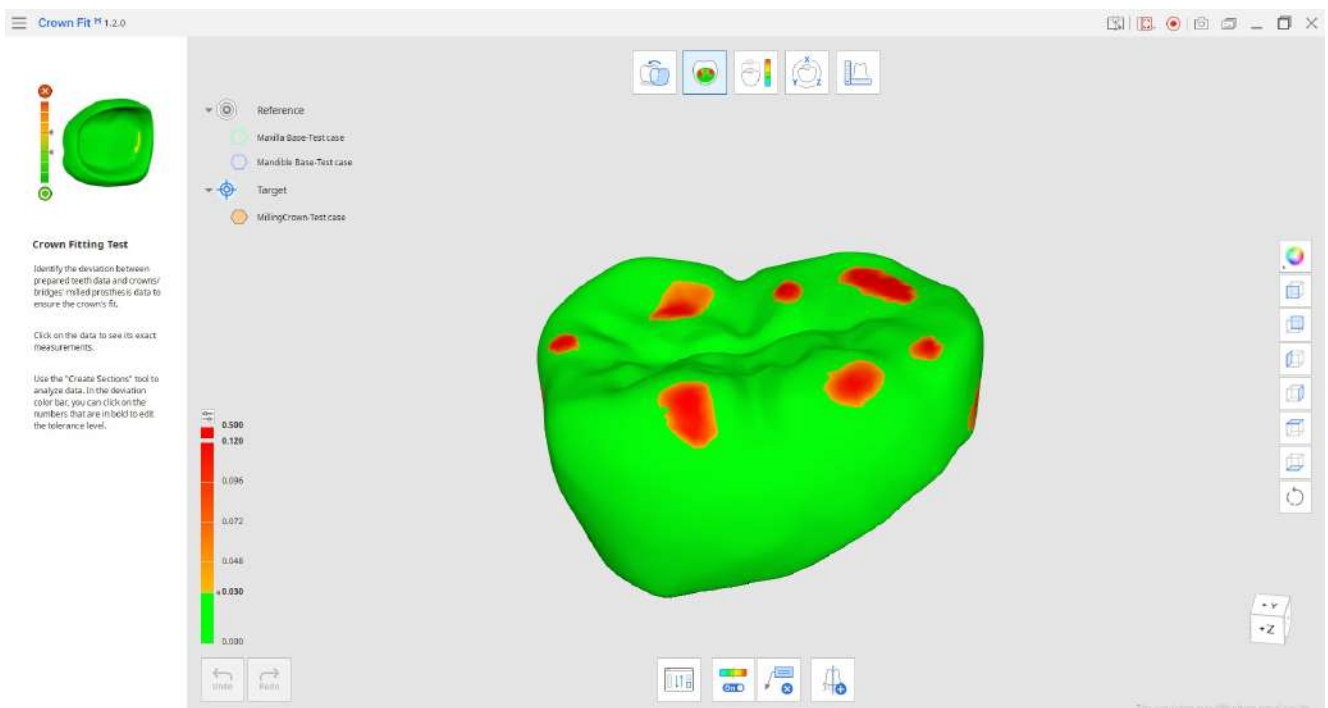 Crown Fit M 1.2.0
Crown Fitting Test
Identify the deviation between
prepared teeth data and crowns/
bridges' milled prosthesis data to
ensure the crown's fit.
Click on the data to see its exact
measurements.
Use the "Create Sections" tool to
analyze data. In the deviation
color bar, you can click on the
numbers that are in bold to edit
the tolerance level.
Reference
Maxilla Base-Test case
Mandible Base-Test case
Target
MillingCrown-Test case
X
Y Z
0.500
0.120
0.096
0.072
0.048
0.030
0.000
Undo
Redo
On
+Y
+Z